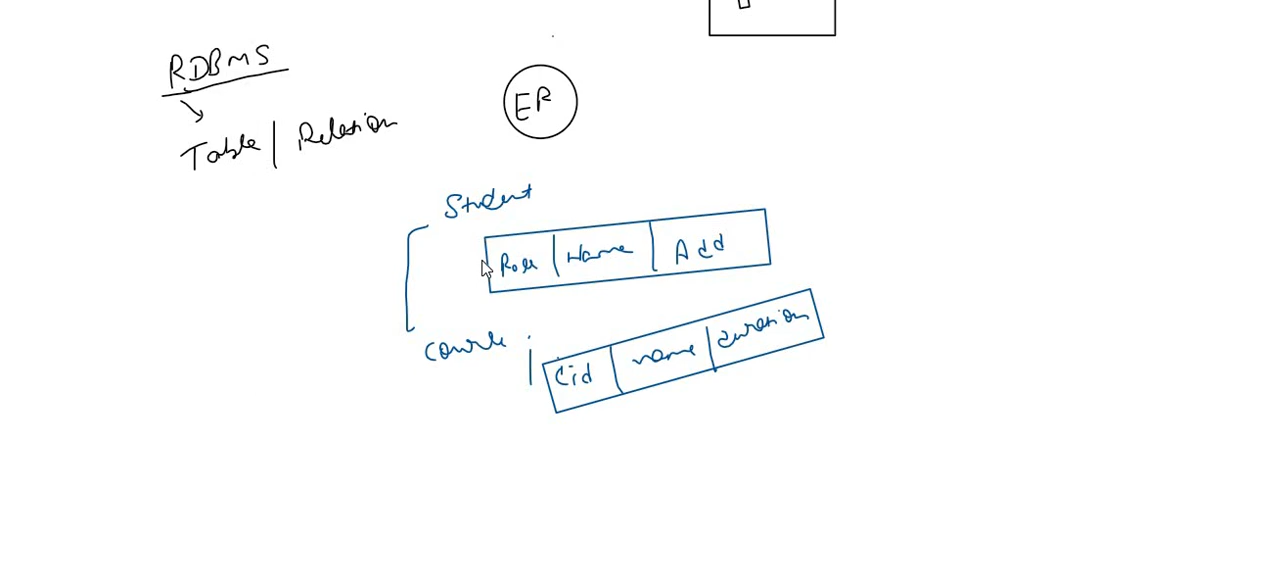 RDBMS
ER
Table | Relation
Student
Roll | Name | Add
Course
Cid | name | duration